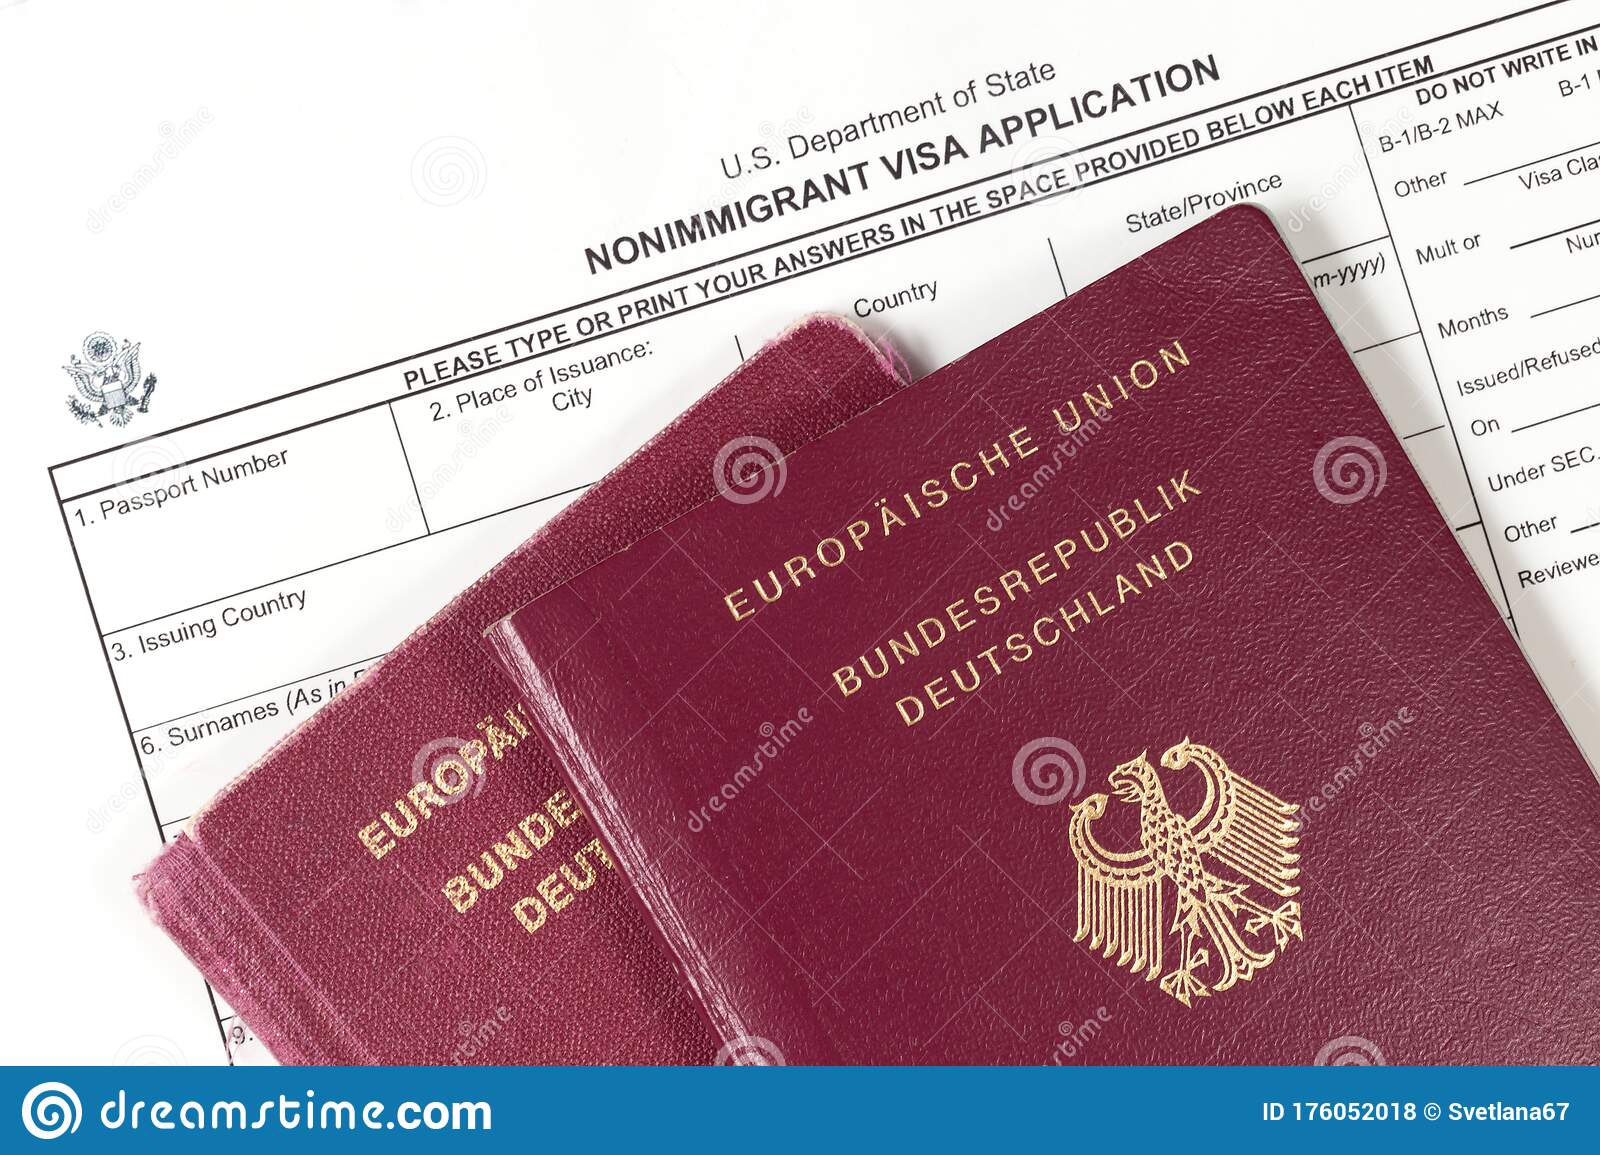 U.S. Department of State
NONIMMIGRANT VISA APPLICATION
PLEASE TYPE OR PRINT YOUR ANSWERS IN THE SPACE PROVIDED BELOW EACH ITEM
DO NOT WRITE IN
1. Passport Number
2. Place of Issuance:
City
Country
State/Province
m-yyyy)
B-1/B-2 MAX
B-1
Other
Visa Cla
Mult or
Nu
Months
Issued/Refused
On
Under SEC.
Other
Reviewe
3. Issuing Country
6. Surnames (As in
9.
EUROPÄI
BUNDE
DEUT
EUROPÄISCHE UNION
BUNDESREPUBLIK
DEUTSCHLAND
dreamstime.com
ID 176052018 © Svetlana67